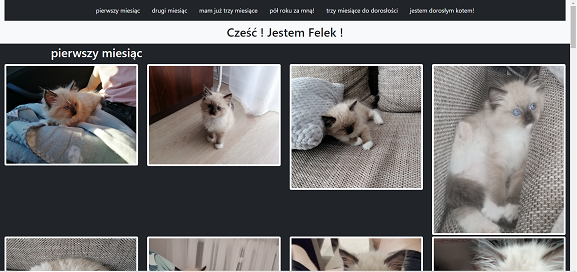 pierwszy miesiąc drugi miesiąc mam już trzy miesiące pół roku za mną! trzy miesiące do dorosłości jestem dorosłym kotem!
Cześć ! Jestem Felek !
pierwszy miesiąc